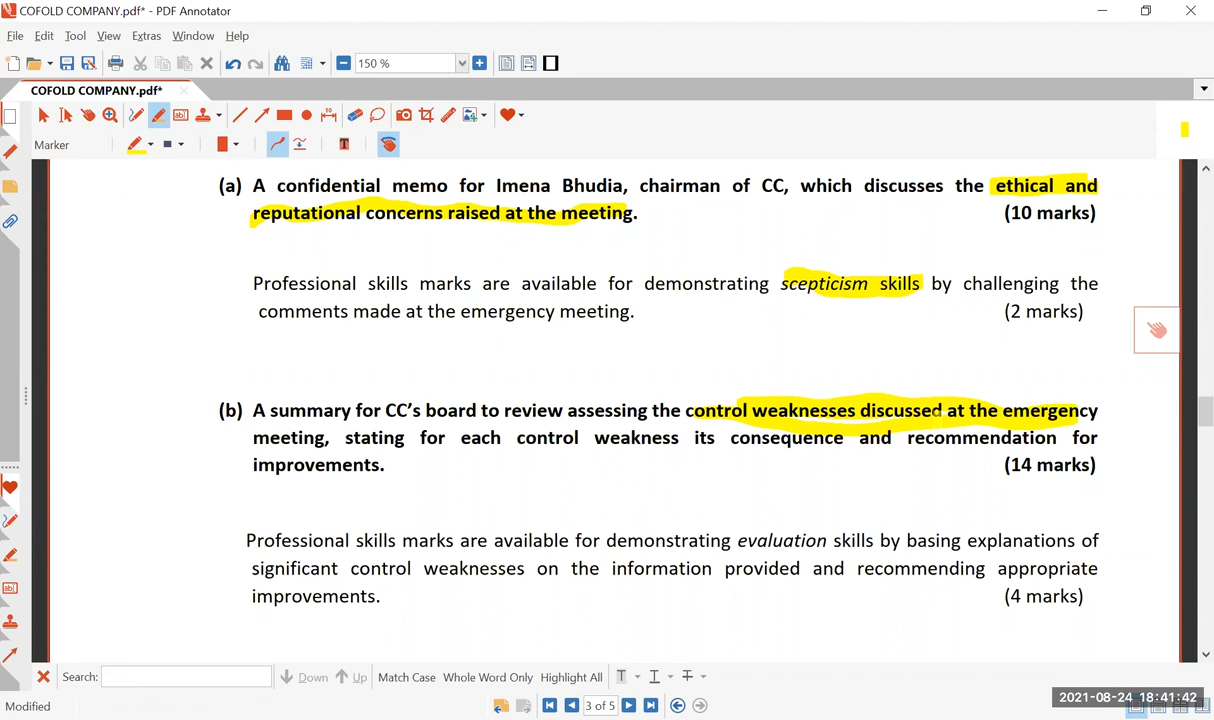 COFOLD COMPANY.pdf* - PDF Annotator
File Edit Tool View Extras Window Help
150 %
COFOLD COMPANY.pdf*
Marker
(a) A confidential memo for Imena Bhudia, chairman of CC, which discusses the ethical and
reputational concerns raised at the meeting. (10 marks)
Professional skills marks are available for demonstrating scepticism skills by challenging the
comments made at the emergency meeting. (2 marks)
(b) A summary for CC’s board to review assessing the control weaknesses discussed at the emergency
meeting, stating for each control weakness its consequence and recommendation for
improvements. (14 marks)
Professional skills marks are available for demonstrating evaluation skills by basing explanations of
significant control weaknesses on the information provided and recommending appropriate
improvements. (4 marks)
Search: Down Up Match Case Whole Word Only Highlight All
3 of 5
Modified
2021-08-24 18:41:42